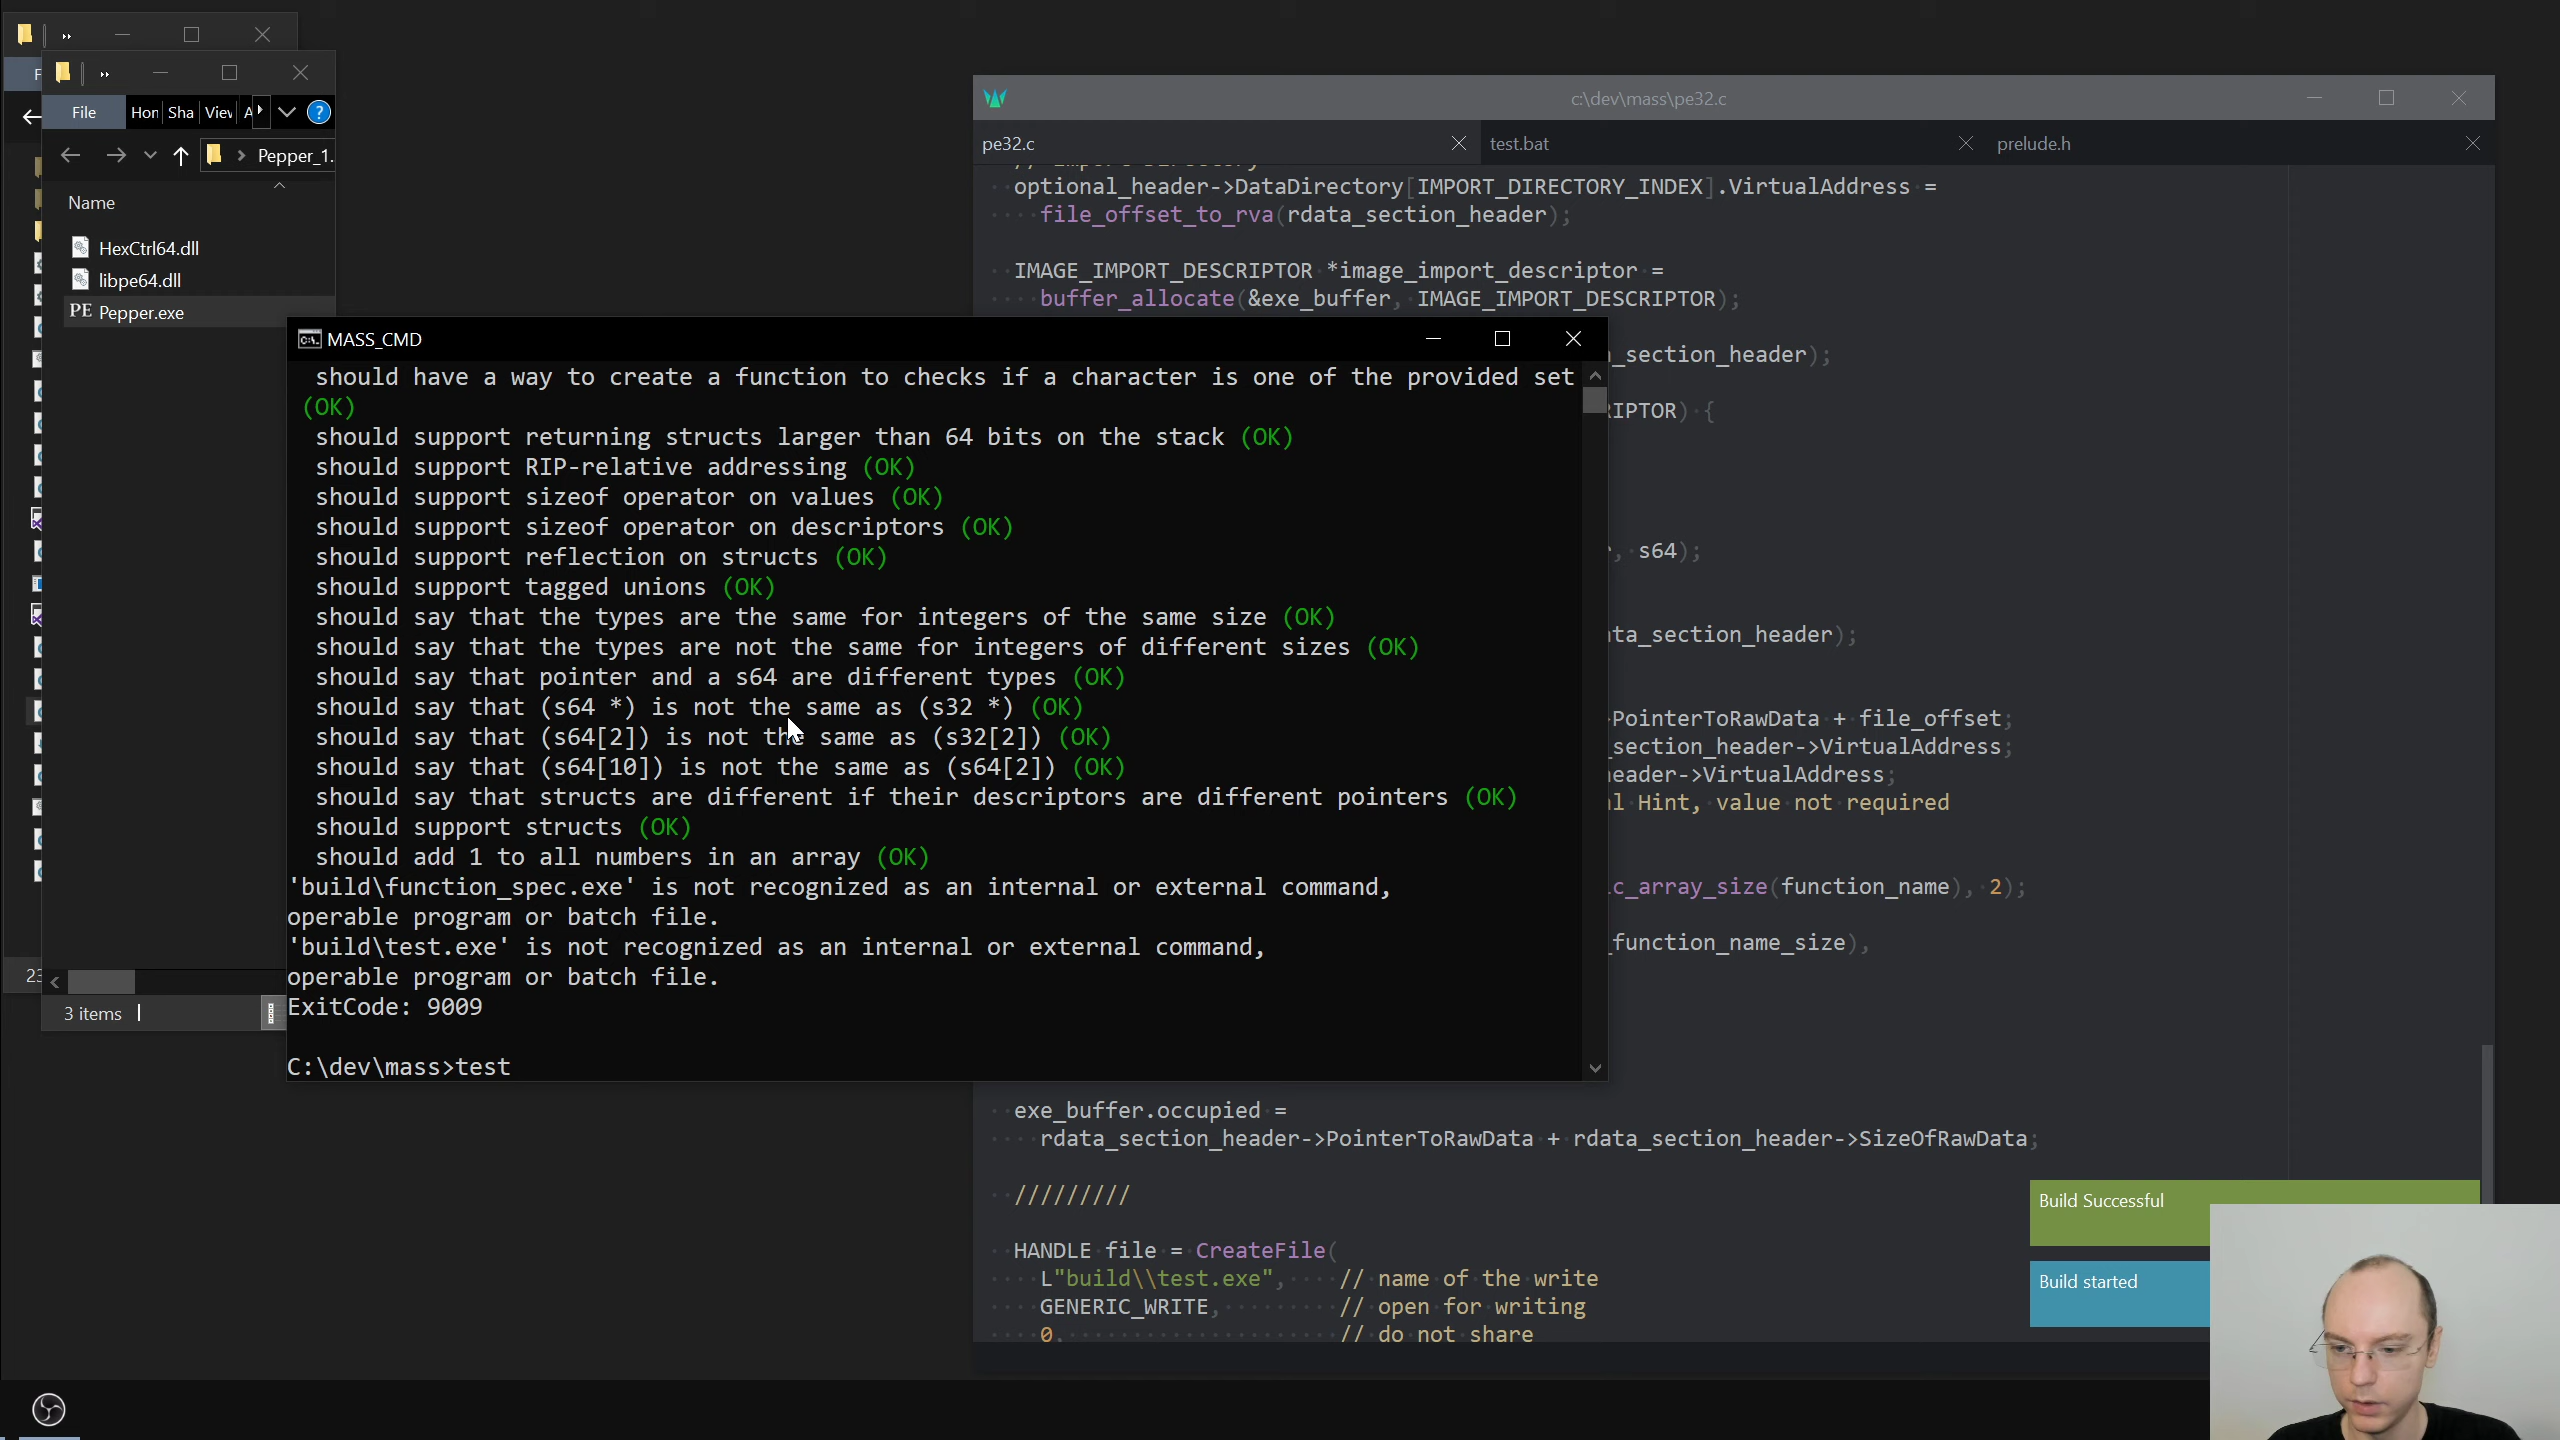 File
Hom
Sha
Viev
Pepper_1.
Name
HexCtrl64.dll
libpe64.dll
PE Pepper.exe
23
3 items
MASS_CMD
should have a way to create a function to checks if a character is one of the provided set
(OK)
should support returning structs larger than 64 bits on the stack (OK)
should support RIP-relative addressing (OK)
should support sizeof operator on values (OK)
should support sizeof operator on descriptors (OK)
should support reflection on structs (OK)
should support tagged unions (OK)
should say that the types are the same for integers of the same size (OK)
should say that the types are not the same for integers of different sizes (OK)
should say that pointer and a s64 are different types (OK)
should say that (s64 *) is not the same as (s32 *) (OK)
should say that (s64[2]) is not the same as (s32[2]) (OK)
should say that (s64[10]) is not the same as (s64[2]) (OK)
should say that structs are different if their descriptors are different pointers (OK)
should support structs (OK)
should add 1 to all numbers in an array (OK)
'build\function_spec.exe' is not recognized as an internal or external command,
operable program or batch file.
'build\test.exe' is not recognized as an internal or external command,
operable program or batch file.
ExitCode: 9009
C:\dev\mass>test
c:\dev\mass\pe32.c
pe32.c
test.bat
prelude.h
optional_header->DataDirectory[IMPORT_DIRECTORY_INDEX].VirtualAddress =
file_offset_to_rva(rdata_section_header);
IMAGE_IMPORT_DESCRIPTOR *image_import_descriptor =
buffer_allocate(&exe_buffer, IMAGE_IMPORT_DESCRIPTOR);
_section_header);
IPTOR) {
, s64);
ta_section_header);
PointerToRawData + file_offset;
_section_header->VirtualAddress;
eader->VirtualAddress;
l Hint, value not required
c_array_size(function_name), 2);
_function_name_size),
exe_buffer.occupied =
rdata_section_header->PointerToRawData + rdata_section_header->SizeOfRawData;
/////////
HANDLE file = CreateFile(
L"build\\test.exe", // name of the write
GENERIC_WRITE, // open for writing
0, // do not share
Build Successful
Build started